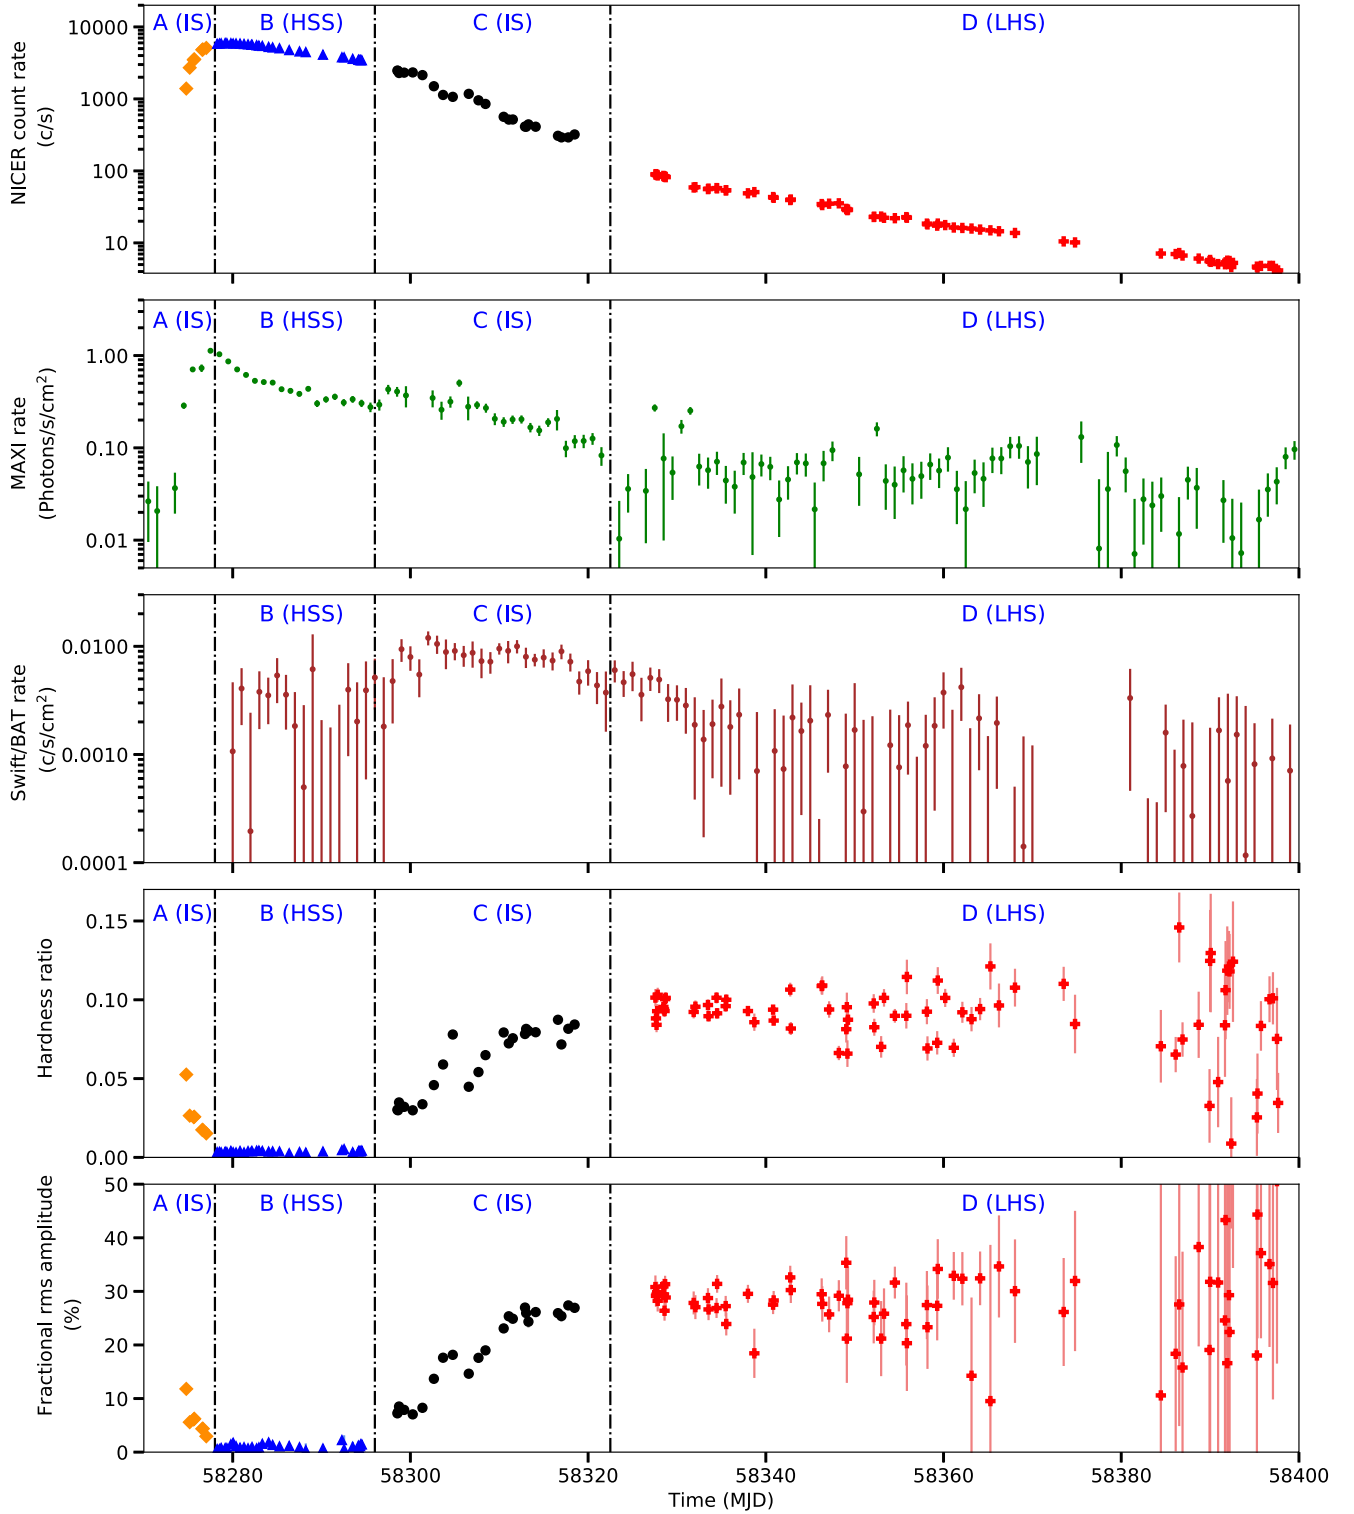 A (IS) B (HSS) C (IS) D (LHS)
10000
1000
100
10
NICER count rate
(c/s)
A (IS) B (HSS) C (IS) D (LHS)
1.00
0.10
0.01
MAXI rate
(Photons/s/cm2)
B (HSS) C (IS) D (LHS)
0.0100
0.0010
0.0001
Swift/BAT rate
(c/s/cm2)
A (IS) B (HSS) C (IS) D (LHS)
0.15
0.10
0.05
0.00
Hardness ratio
A (IS) B (HSS) C (IS) D (LHS)
50
40
30
20
10
0
Fractional rms amplitude
(%)
58280 58300 58320 58340 58360 58380 58400
Time (MJD)